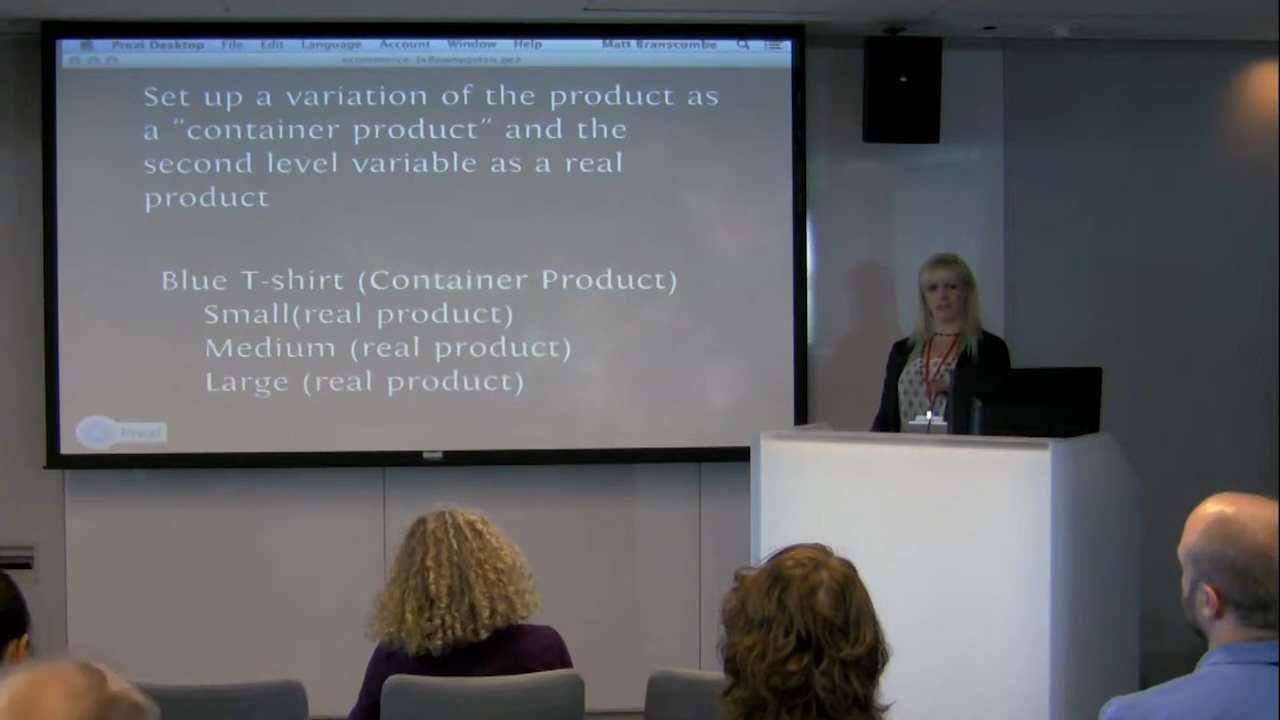 Prezi Desktop File Edit Language Account Window Help Matt Branscombe
Set up a variation of the product as
a "container product" and the
second level variable as a real
product
Blue T-shirt (Container Product)
Small(real product)
Medium (real product)
Large (real product)